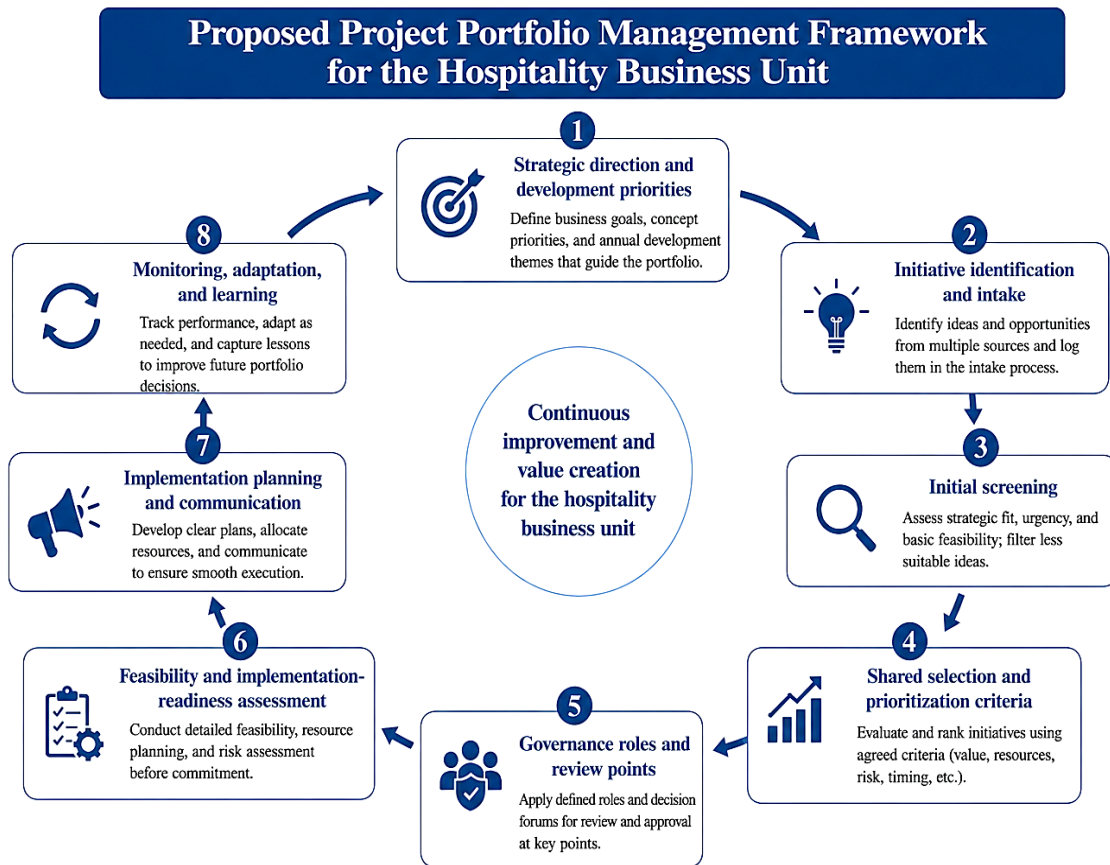 Proposed Project Portfolio Management Framework
for the Hospitality Business Unit
1
Strategic direction and
development priorities
Define business goals, concept
priorities, and annual development
themes that guide the portfolio.
2
Initiative identification
and intake
Identify ideas and opportunities
from multiple sources and log
them in the intake process.
3
Initial screening
Assess strategic fit, urgency, and
basic feasibility; filter less
suitable ideas.
4
Shared selection and
prioritization criteria
Evaluate and rank initiatives using
agreed criteria (value, resources,
risk, timing, etc.).
5
Governance roles and
review points
Apply defined roles and decision
forums for review and approval
at key points.
6
Feasibility and implementation-
readiness assessment
Conduct detailed feasibility, resource
planning, and risk assessment
before commitment.
7
Implementation planning
and communication
Develop clear plans, allocate
resources, and communicate
to ensure smooth execution.
8
Monitoring, adaptation,
and learning
Track performance, adapt as
needed, and capture lessons
to improve future portfolio
decisions.
Continuous
improvement and
value creation
for the hospitality
business unit